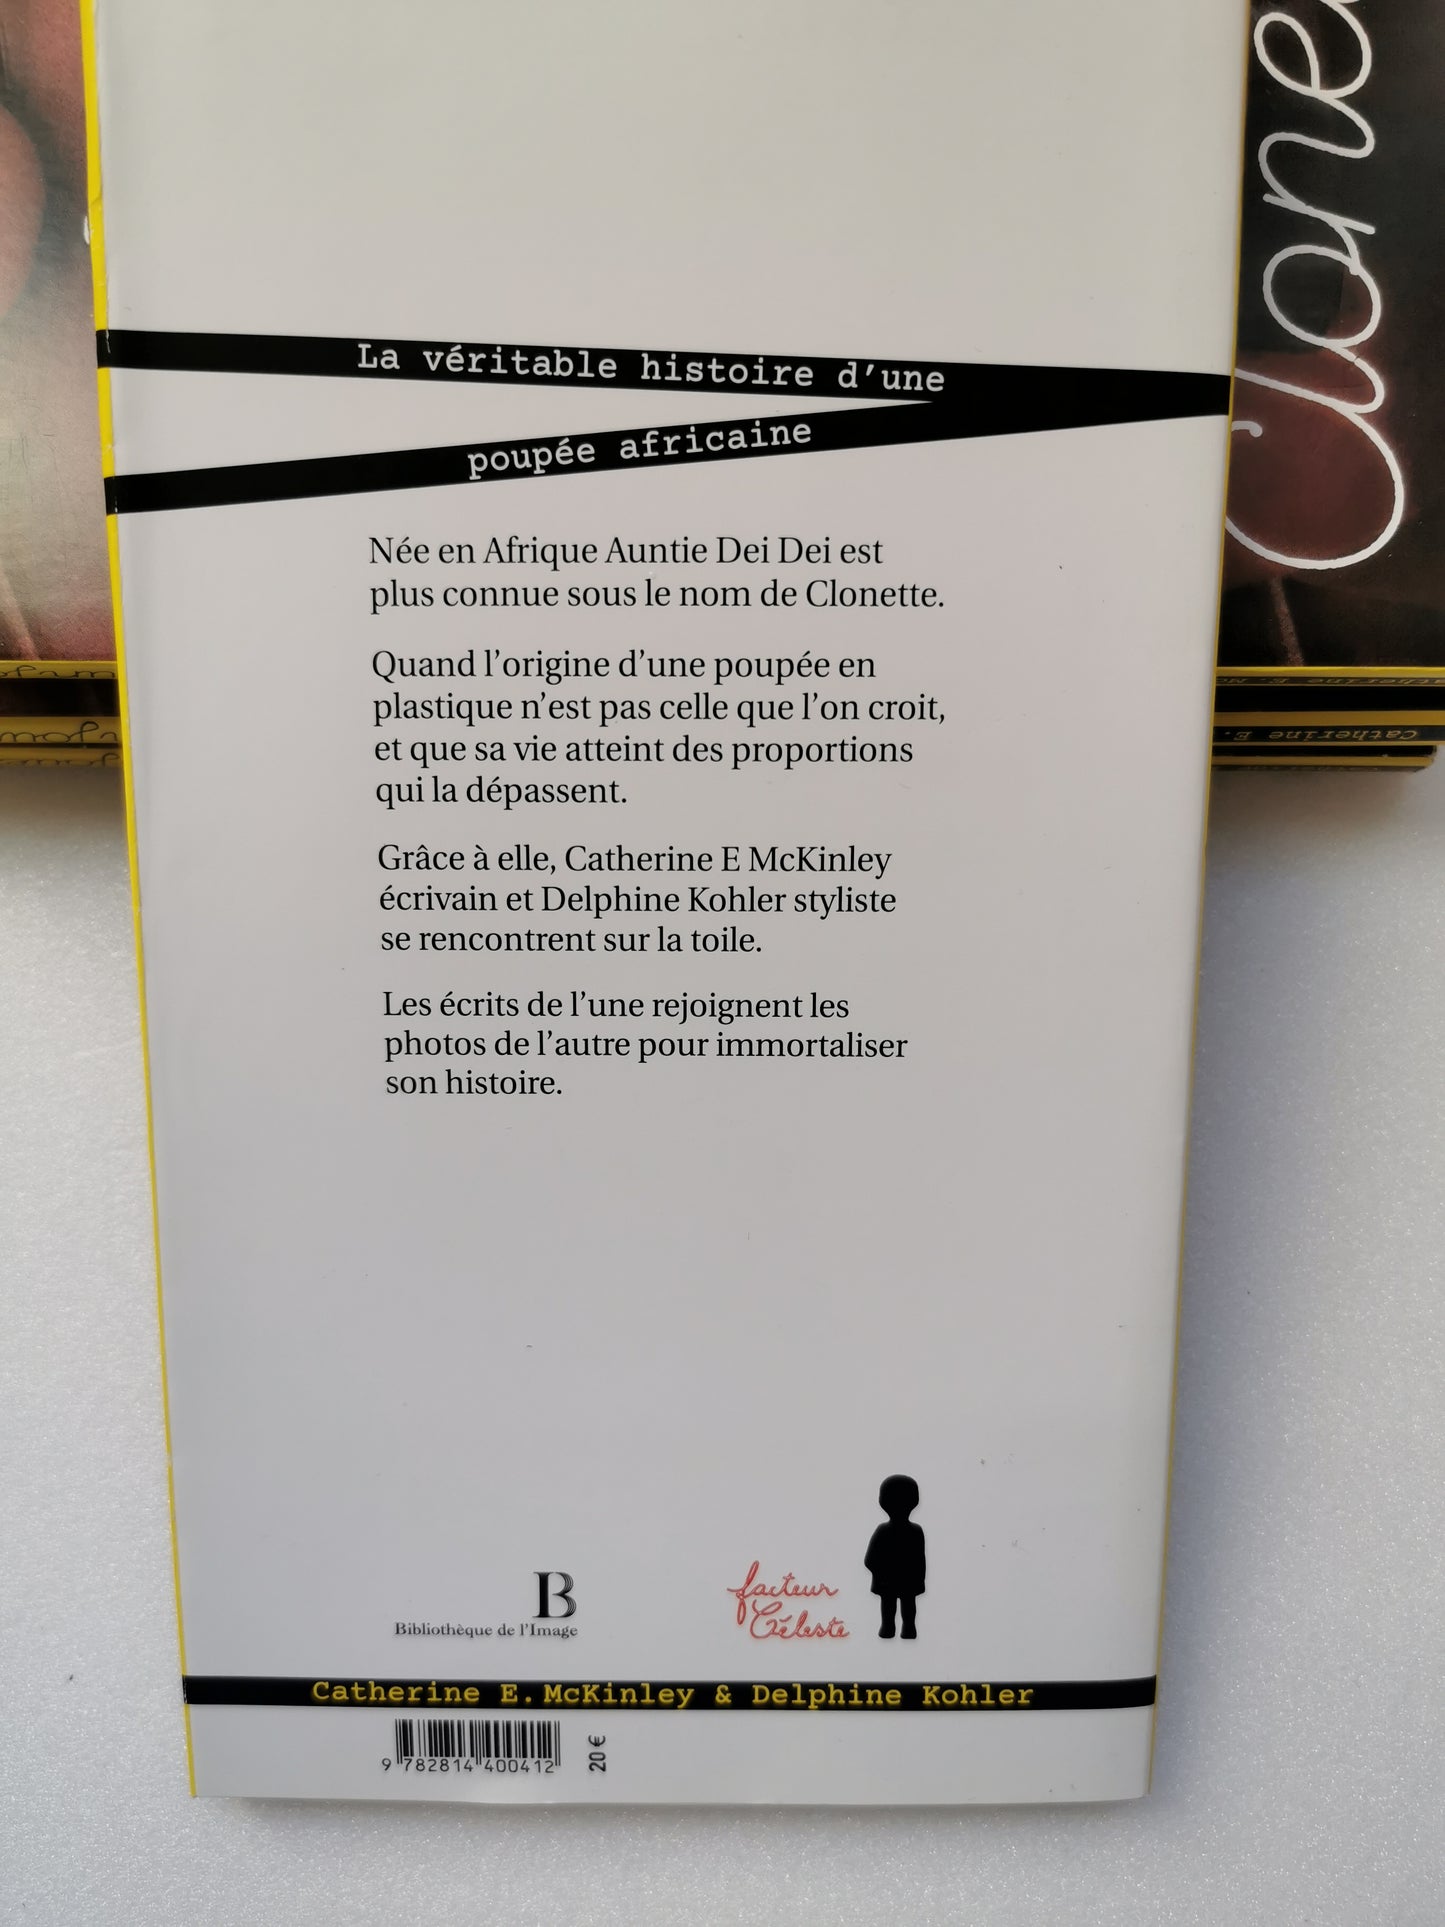 La véritable histoire d'une
poupée africaine
Née en Afrique Auntie Dei Dei est
plus connue sous le nom de Clonette.
Quand l'origine d'une poupée en
plastique n'est pas celle que l'on croit,
et que sa vie atteint des proportions
qui la dépassent.
Grâce à elle, Catherine E McKinley
écrivain et Delphine Kohler styliste
se rencontrent sur la toile.
Les écrits de l'une rejoignent les
photos de l'autre pour immortaliser
son histoire.
B
Bibliothèque de l'Image
facteur
Céleste
Catherine E. McKinley & Delphine Kohler
9 782814 400412
20 €
Clone
Catherine E.